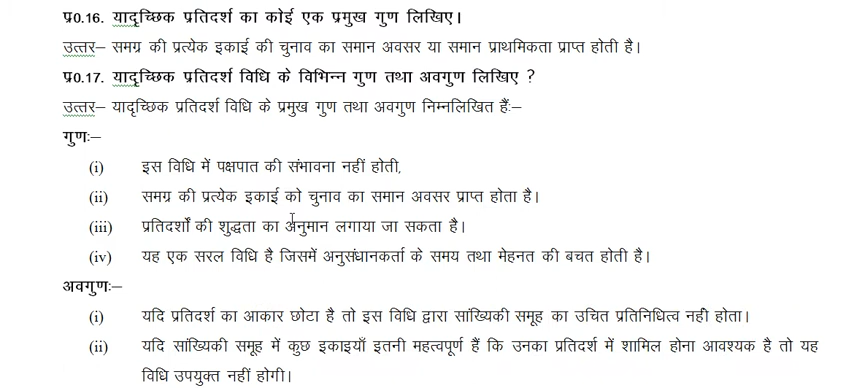 प्र0.16. यादृच्छिक प्रतिदर्श का कोई एक प्रमुख गुण लिखिए।
उत्तर– समग्र की प्रत्येक इकाई की चुनाव का समान अवसर या समान प्राथमिकता प्राप्त होती है।
प्र0.17. यादृच्छिक प्रतिदर्श विधि के विभिन्न गुण तथा अवगुण लिखिए ?
उत्तर– यादृच्छिक प्रतिदर्श विधि के प्रमुख गुण तथा अवगुण निम्नलिखित हैं:–
गुणः–
(i) इस विधि में पक्षपात की संभावना नहीं होती,
(ii) समग्र की प्रत्येक इकाई को चुनाव का समान अवसर प्राप्त होता है।
(iii) प्रतिदर्शों की शुद्धता का अनुमान लगाया जा सकता है।
(iv) यह एक सरल विधि है जिसमें अनुसंधानकर्ता के समय तथा मेहनत की बचत होती है।
अवगुणः–
(i) यदि प्रतिदर्श का आकार छोटा है तो इस विधि द्वारा सांख्यिकी समूह का उचित प्रतिनिधित्व नहीं होता।
(ii) यदि सांख्यिकी समूह में कुछ इकाइयाँ इतनी महत्वपूर्ण हैं कि उनका प्रतिदर्श में शामिल होना आवश्यक है तो यह
विधि उपयुक्त नहीं होगी।